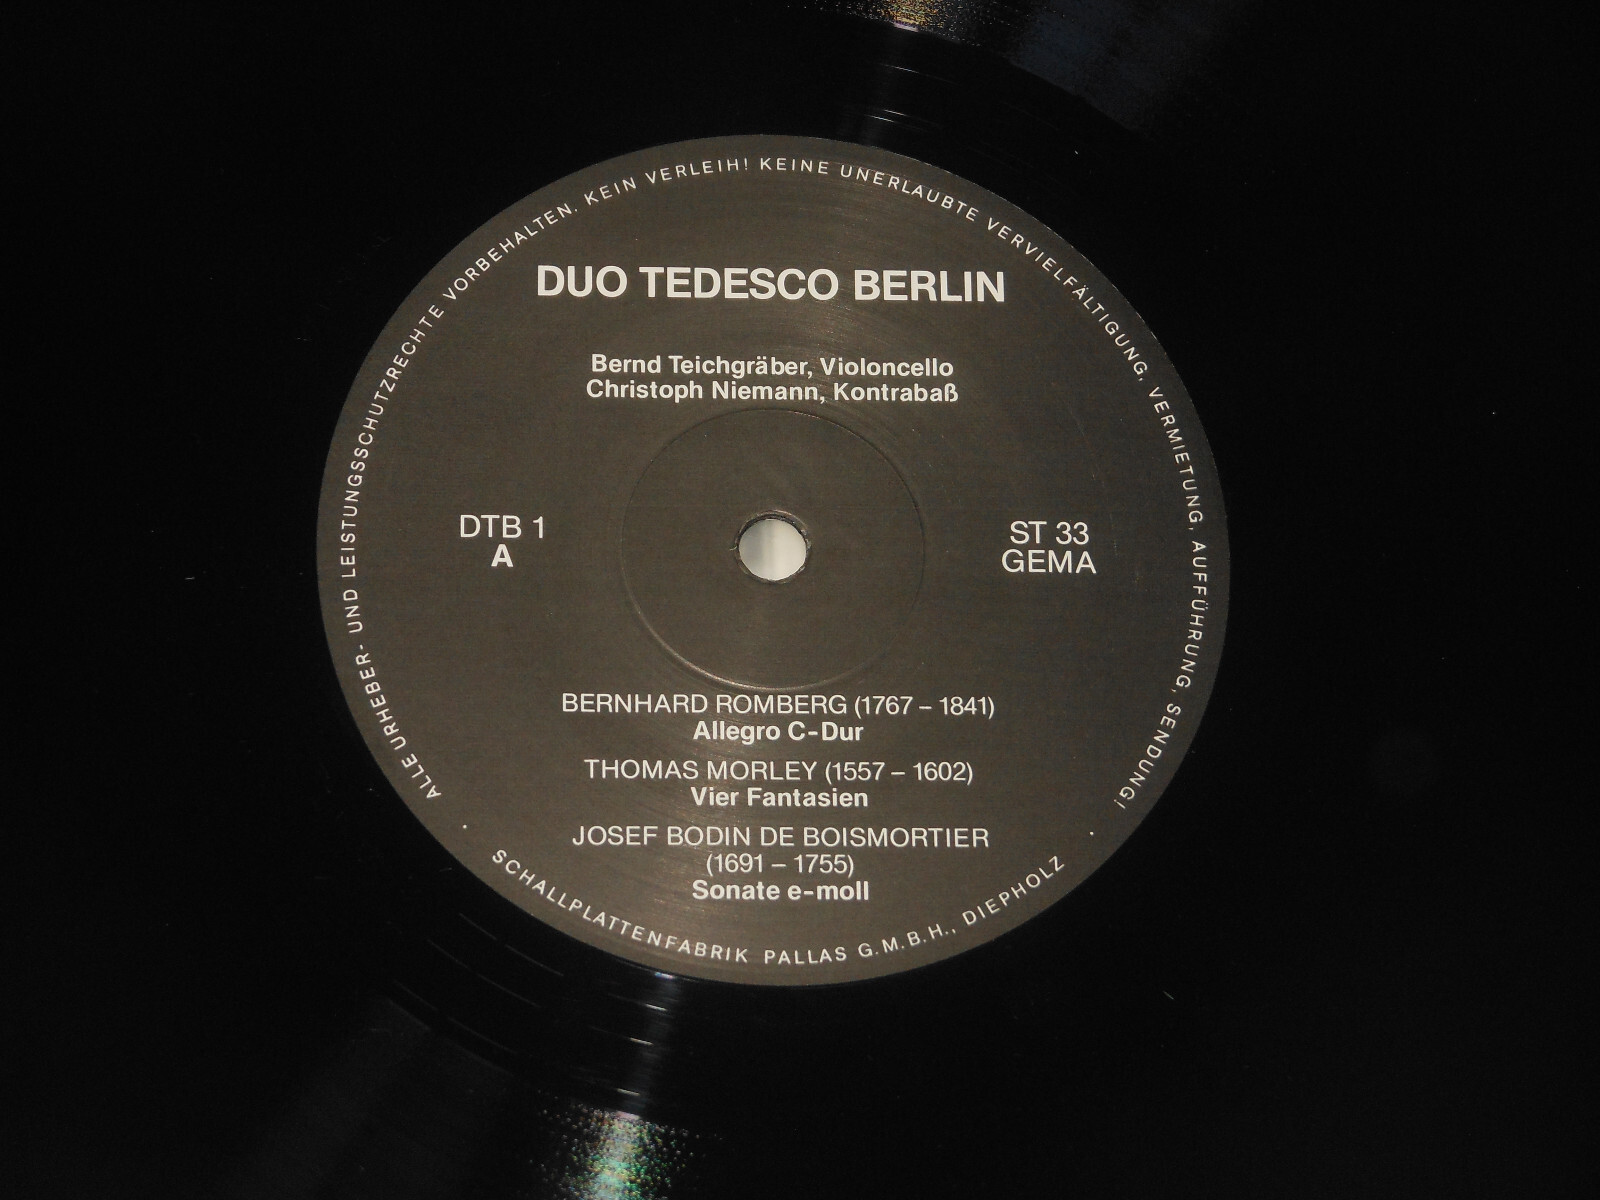 ALLE URHEBER- UND LEISTUNGSSCHUTZRECHTE VORBEHALTEN. KEIN VERLEIH! KEINE UNERLAUBTE VERVIELFÄLTIGUNG, VERMIETUNG, AUFFÜHRUNG, SENDUNG!
DUO TEDESCO BERLIN
Bernd Teichgräber, Violoncello
Christoph Niemann, Kontrabaß
DTB 1
A
ST 33
GEMA
BERNHARD ROMBERG (1767 – 1841)
Allegro C-Dur
THOMAS MORLEY (1557 – 1602)
Vier Fantasien
JOSEF BODIN DE BOISMORTIER
(1691 – 1755)
Sonate e-moll
· SCHALLPLATTENFABRIK PALLAS G.M.B.H., DIEPHOLZ ·